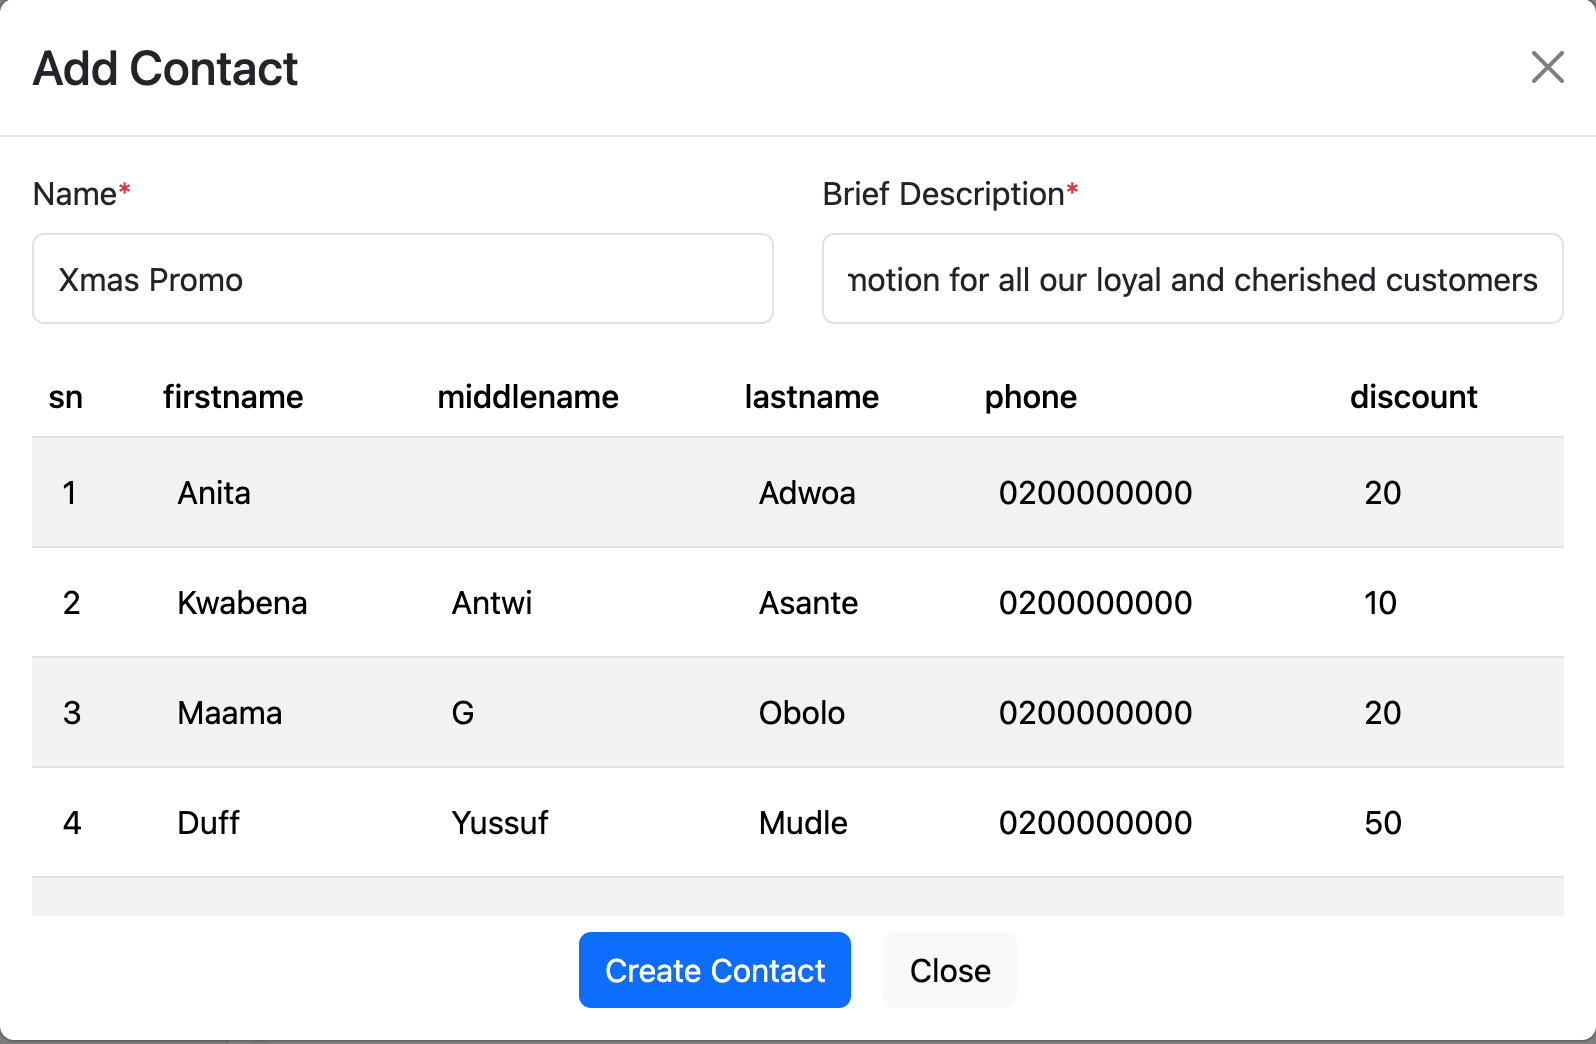 Add Contact
Name* Brief Description*
Xmas Promo motion for all our loyal and cherished customers
sn firstname middlename lastname phone discount
1 Anita Adwoa 0200000000 20
2 Kwabena Antwi Asante 0200000000 10
3 Maama G Obolo 0200000000 20
4 Duff Yussuf Mudle 0200000000 50
Create Contact Close